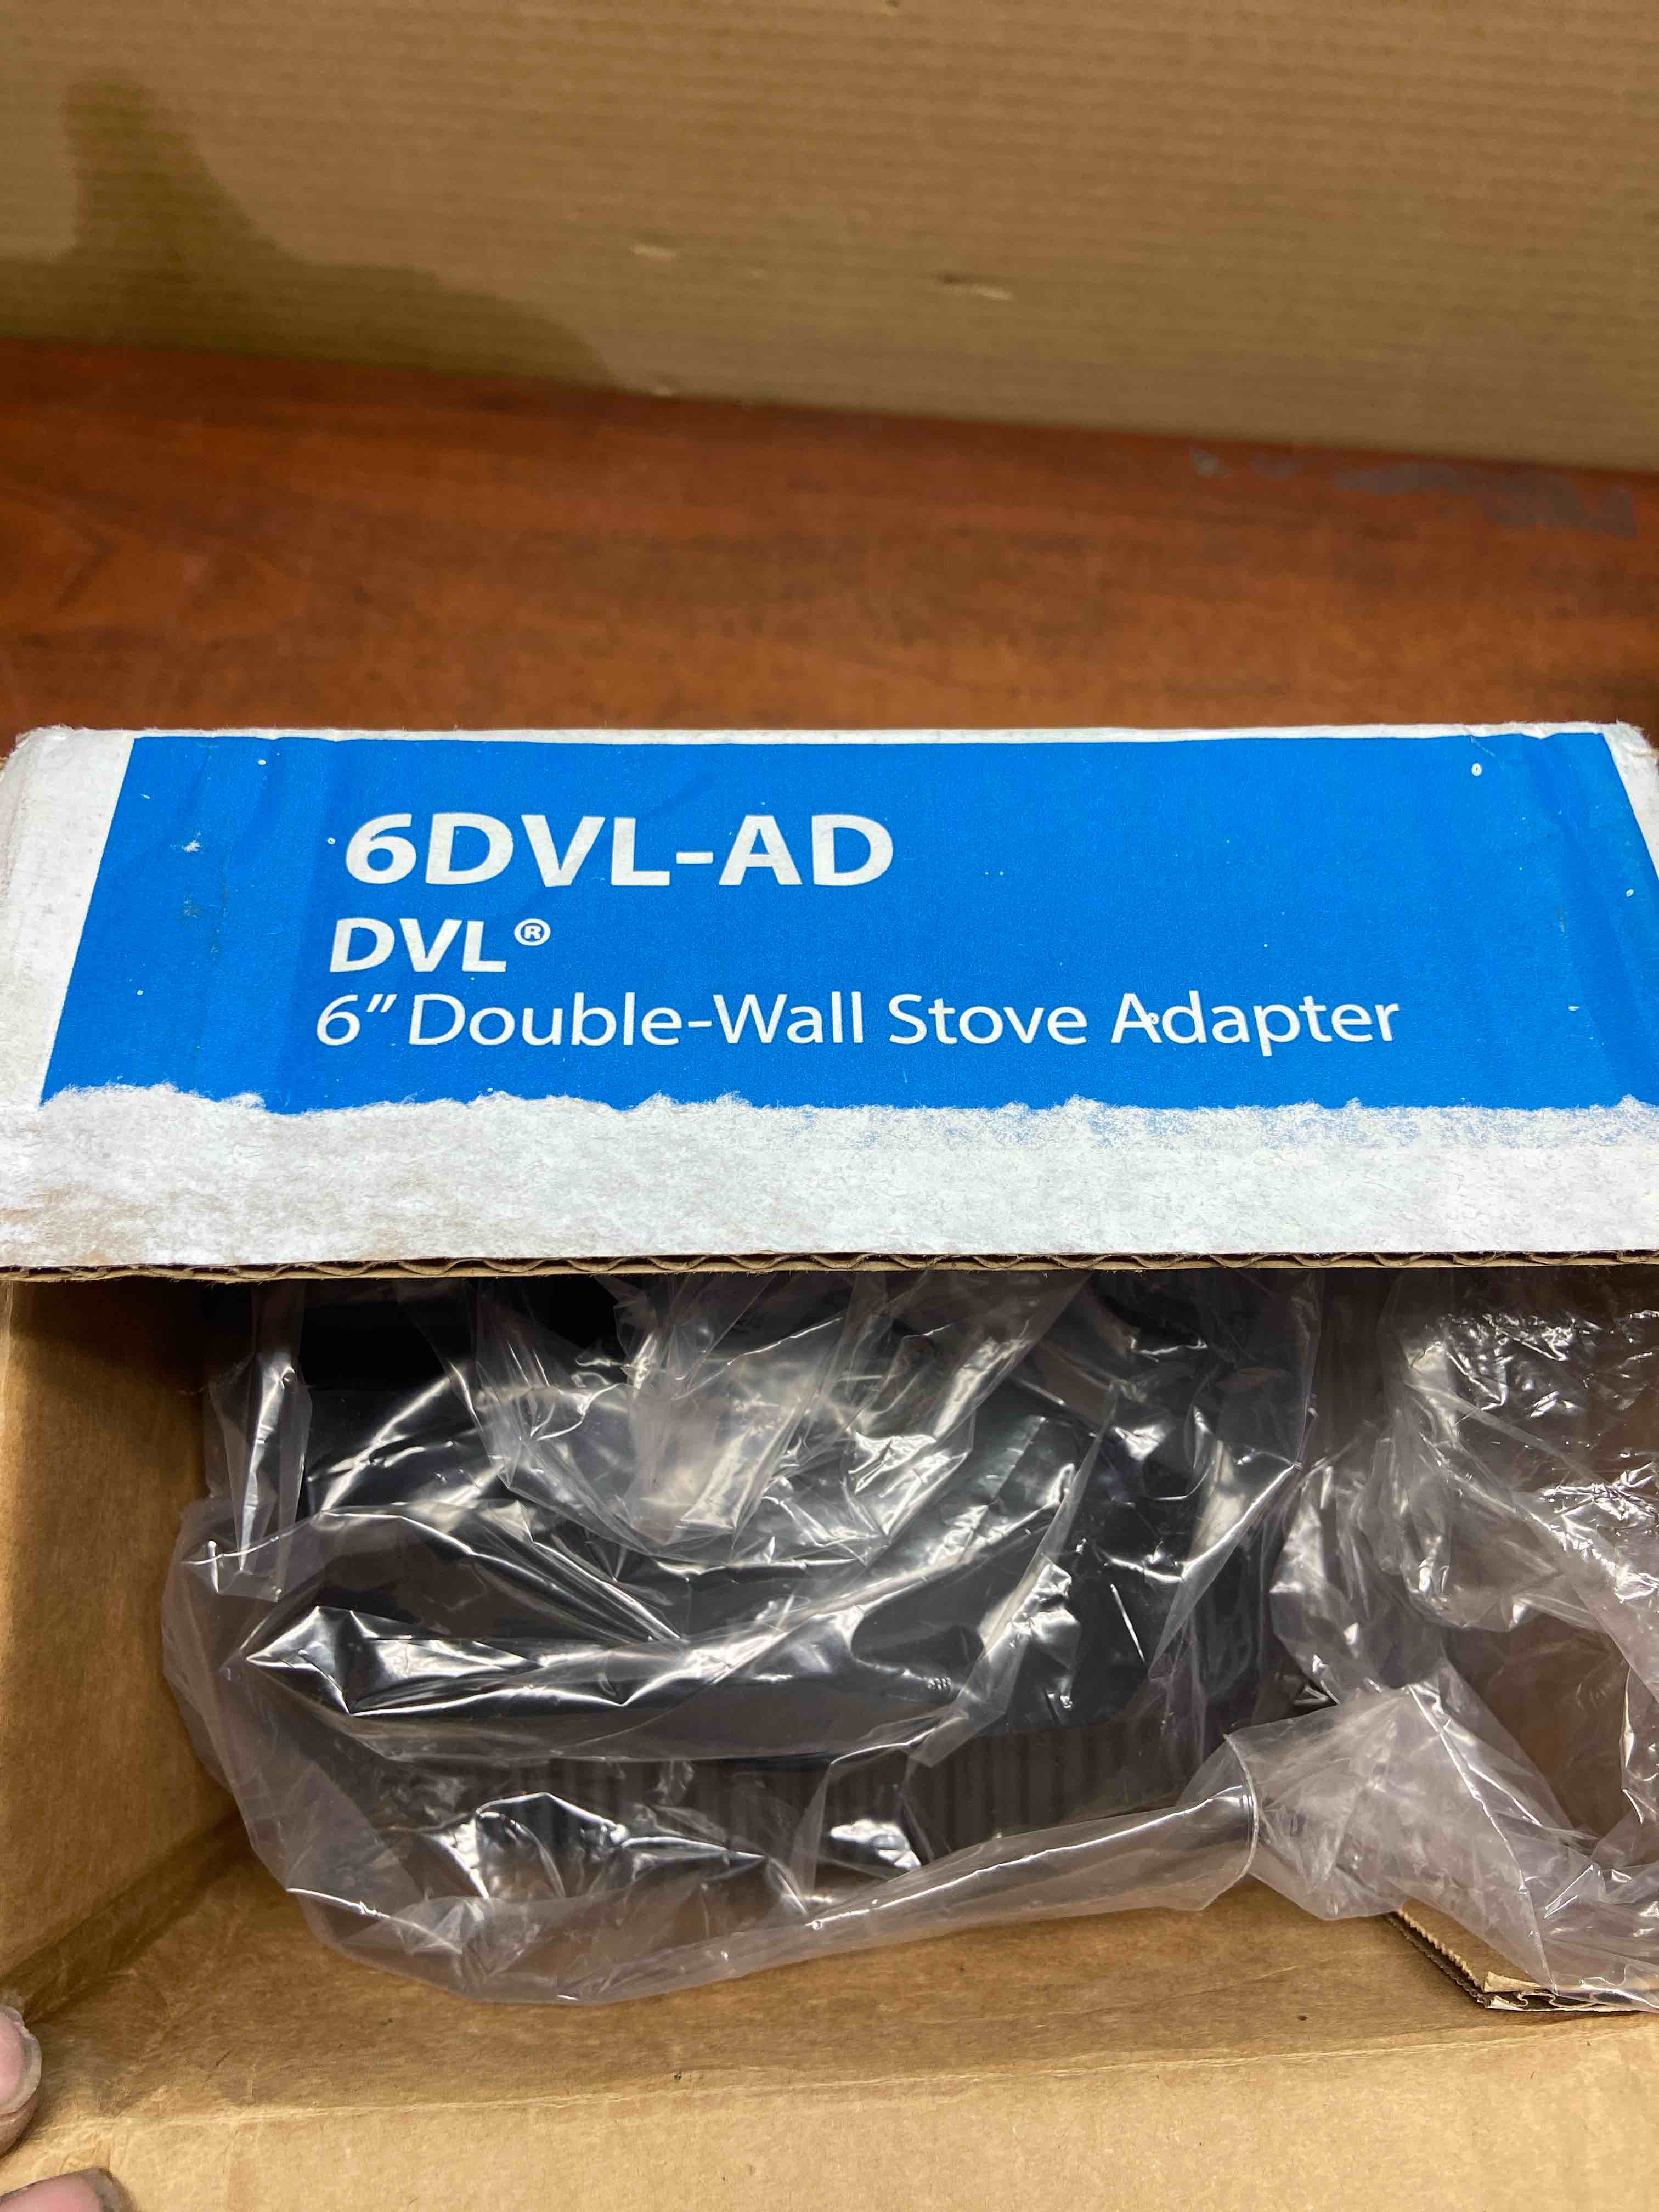 6DVL-AD
DVL®
6" Double-Wall Stove Adapter